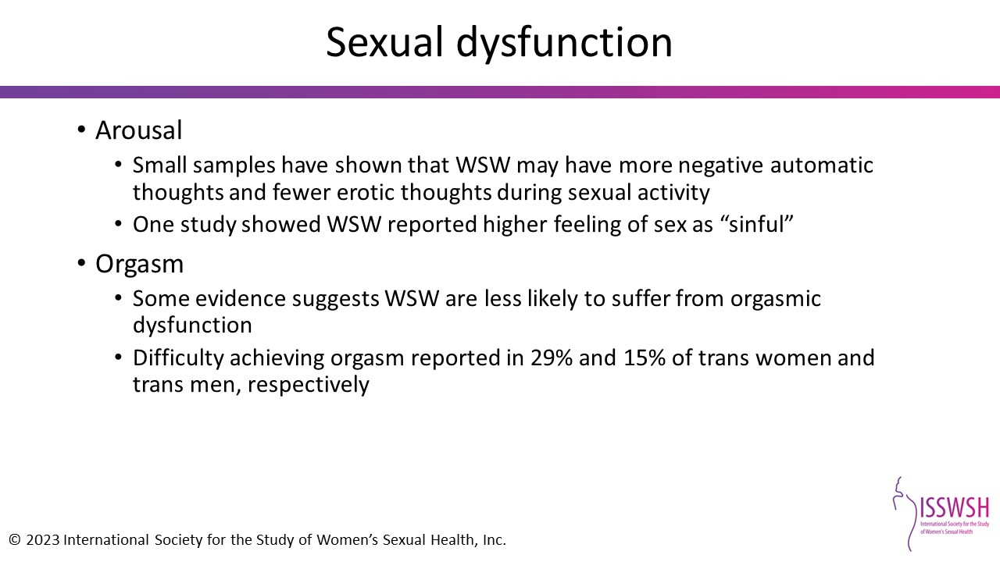 Sexual dysfunction
• Arousal
• Small samples have shown that WSW may have more negative automatic
thoughts and fewer erotic thoughts during sexual activity
• One study showed WSW reported higher feeling of sex as “sinful”
• Orgasm
• Some evidence suggests WSW are less likely to suffer from orgasmic
dysfunction
• Difficulty achieving orgasm reported in 29% and 15% of trans women and
trans men, respectively
ISSWSH
International Society for the Study
of Women's Sexual Health
© 2023 International Society for the Study of Women’s Sexual Health, Inc.